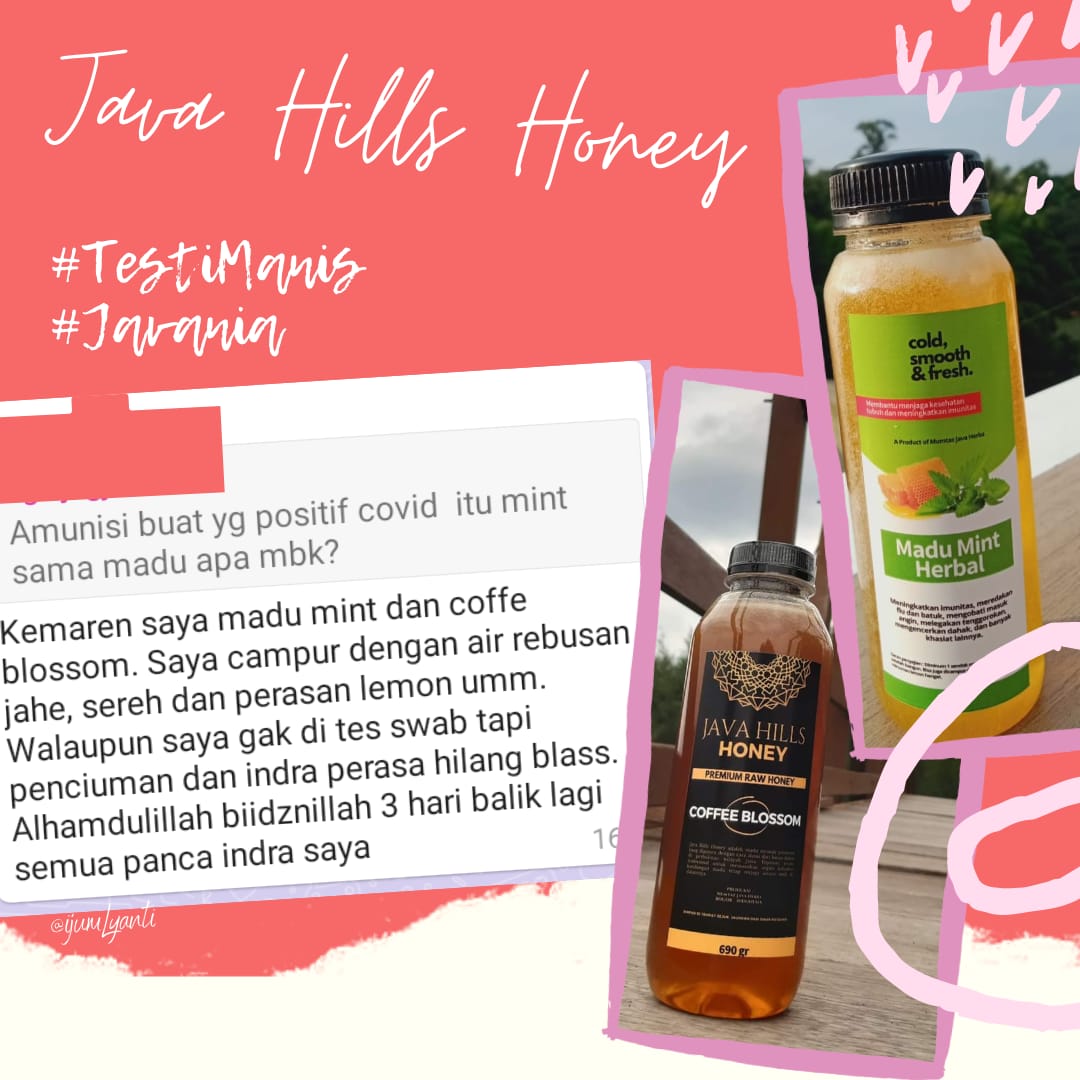 Java Hills Honey
#TestiManis
#Javania
Amunisi buat yg positif covid itu mint
sama madu apa mbk?
Kemaren saya madu mint dan coffe
blossom. Saya campur dengan air rebusan
jahe, sereh dan perasan lemon umm.
Walaupun saya gak di tes swab tapi
penciuman dan indra perasa hilang blass.
Alhamdulillah biidznillah 3 hari balik lagi
semua panca indra saya
16
@ijumLyanti
cold,
smooth
& fresh.
Membantu menjaga kesehatan
tubuh dan meningkatkan imunitas
A Product of Mumtas Java Herbs
Madu Mint
Herbal
Meningkatkan imunitas, meredakan
flu dan batuk, mengobati masuk
angin, melegakan tenggorokan,
mengencerkan dahak, dan banyak
khasiat lainnya.
JAVA HILLS
HONEY
PREMIUM RAW HONEY
COFFEE BLOSSOM
690 gr